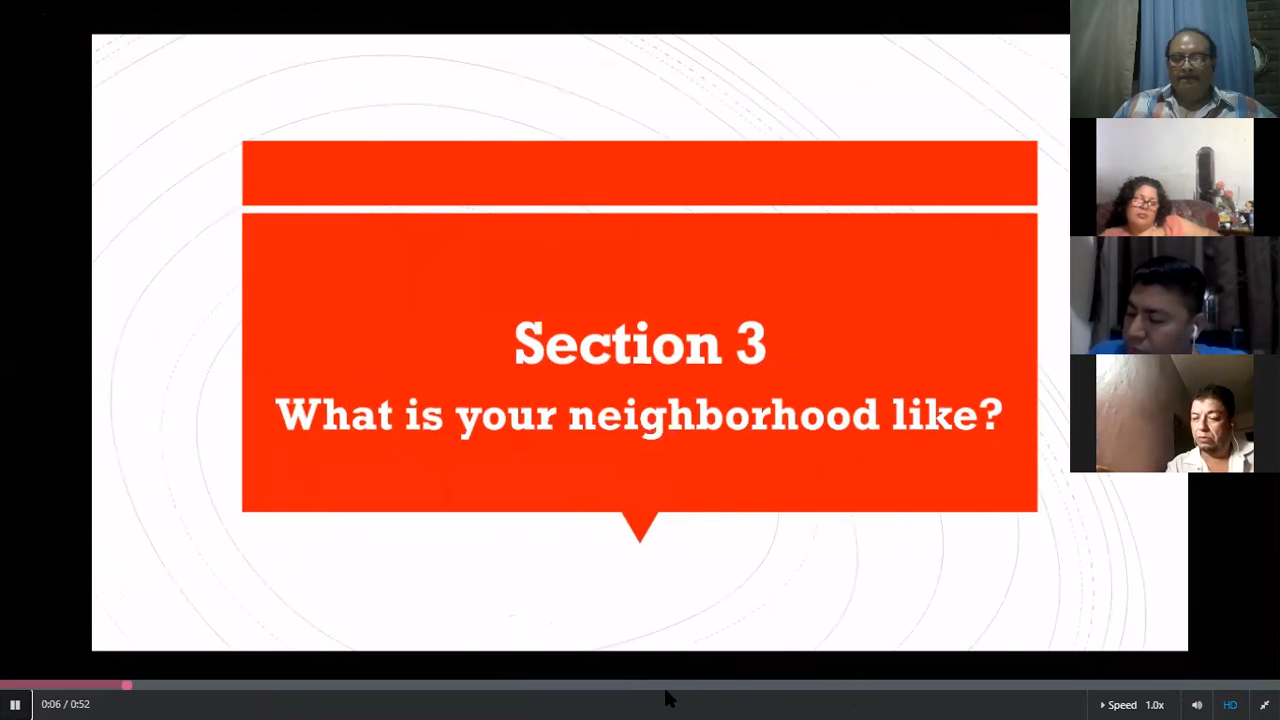 Section 3
What is your neighborhood like?
0:06 / 0:52
Speed 1.0x
HD